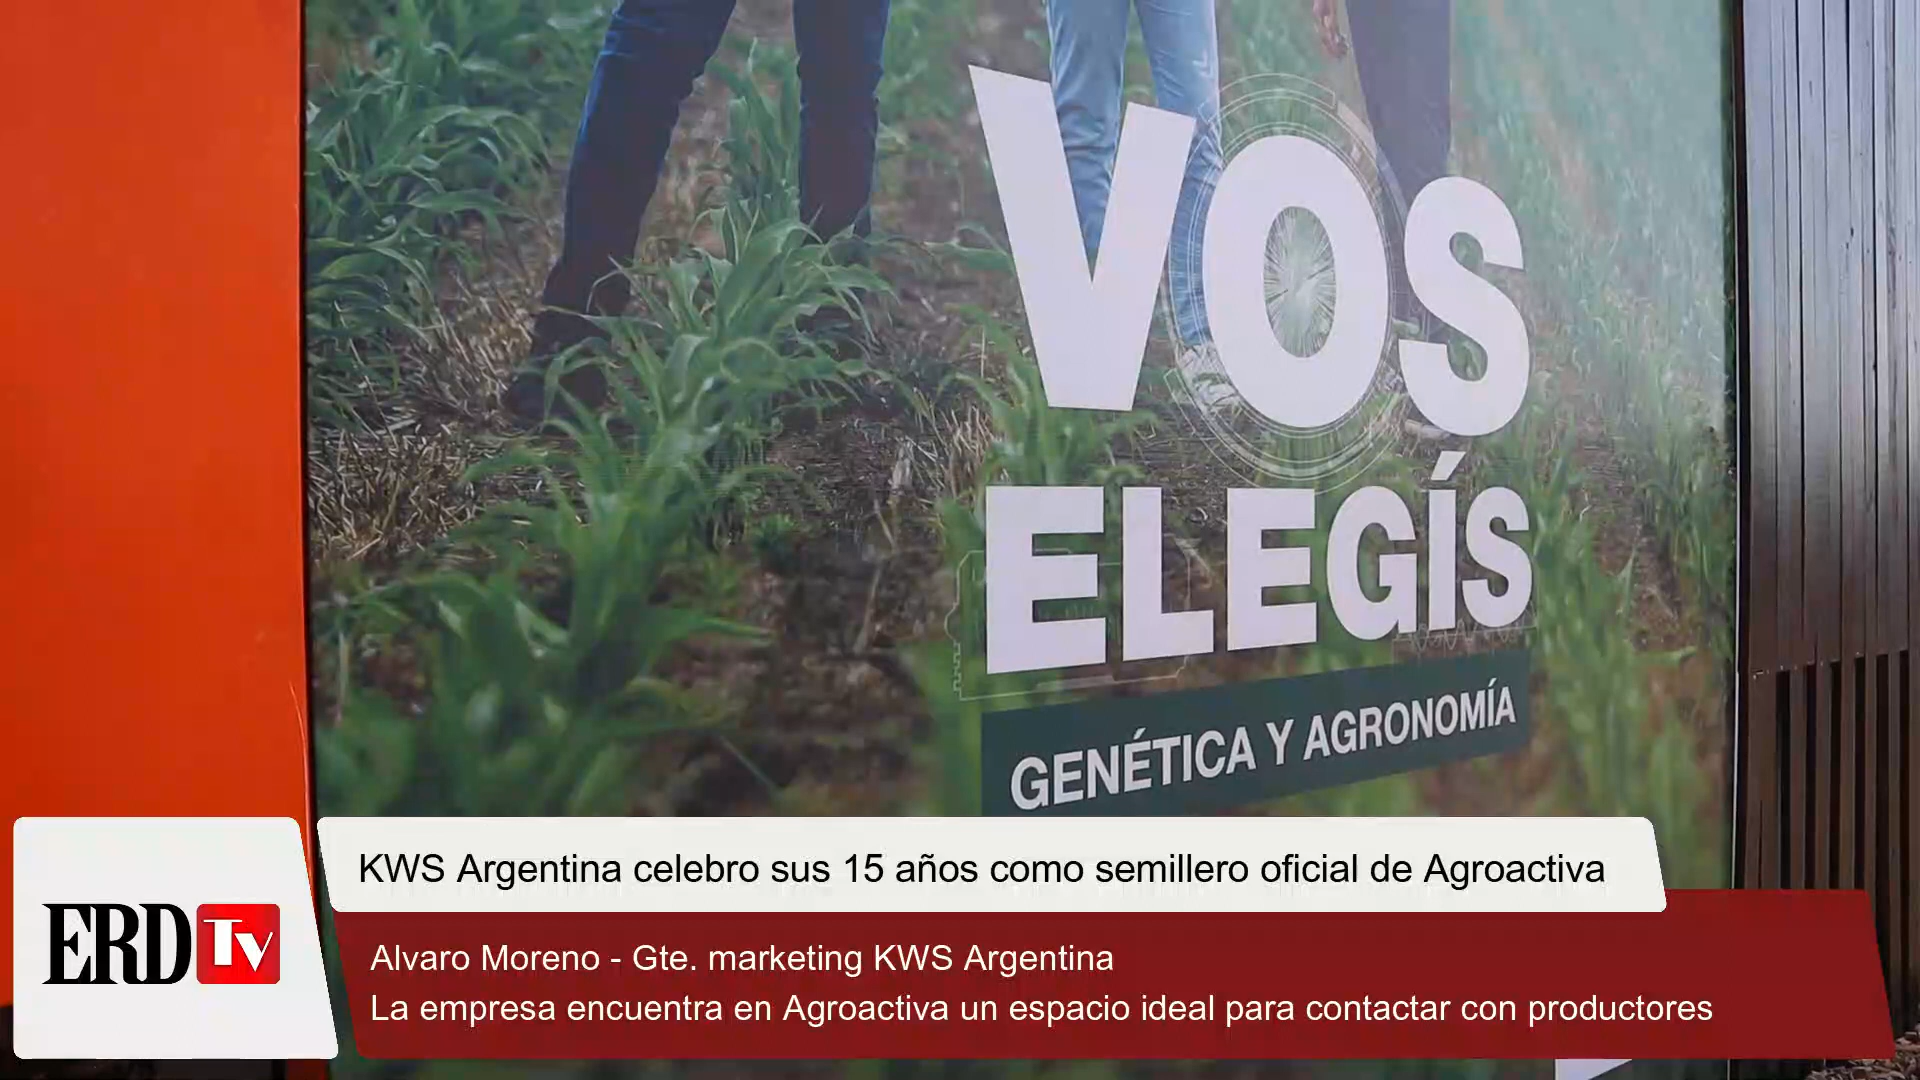 VOS
ELEGÍS
GENÉTICA Y AGRONOMÍA
KWS Argentina celebro sus 15 años como semillero oficial de Agroactiva
ERD Tv
Alvaro Moreno - Gte. marketing KWS Argentina
La empresa encuentra en Agroactiva un espacio ideal para contactar con productores